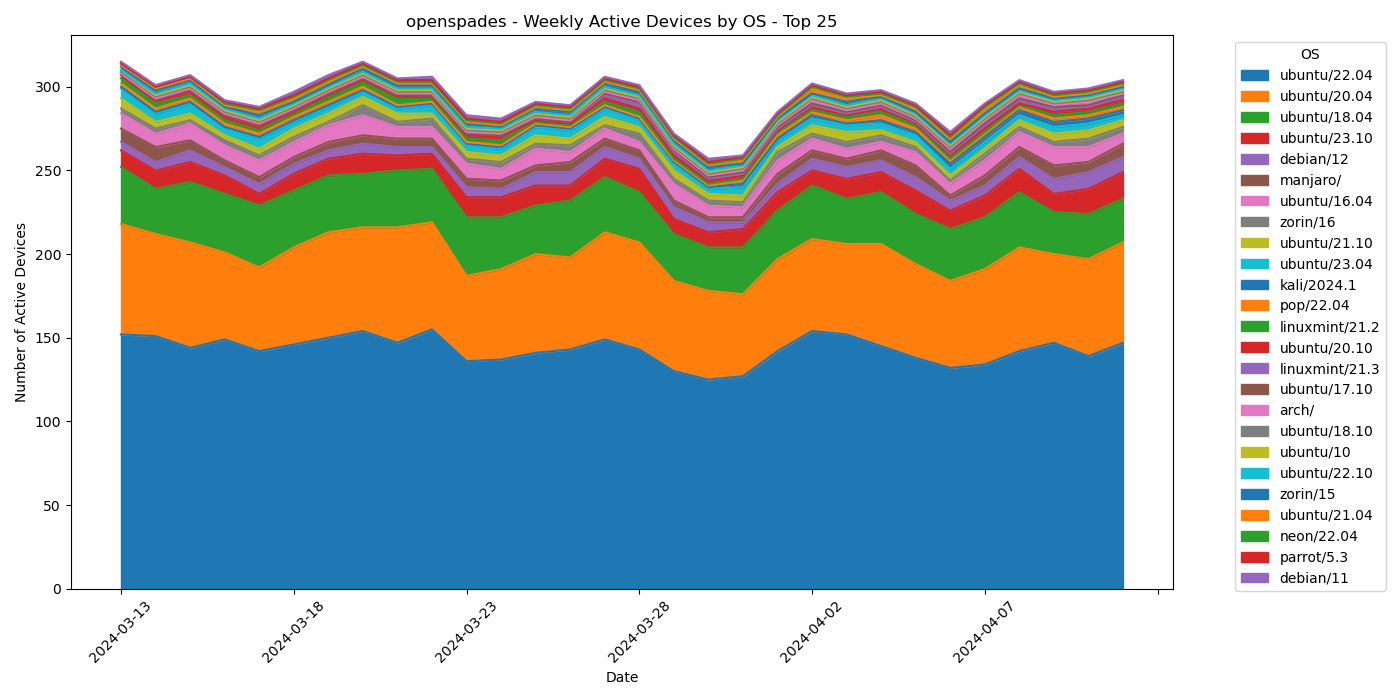 openspades - Weekly Active Devices by OS - Top 25
Number of Active Devices
300
250
200
150
100
50
0
2024-03-13
2024-03-18
2024-03-23
2024-03-28
2024-04-02
2024-04-07
Date
OS
ubuntu/22.04
ubuntu/20.04
ubuntu/18.04
ubuntu/23.10
debian/12
manjaro/
ubuntu/16.04
zorin/16
ubuntu/21.10
ubuntu/23.04
kali/2024.1
pop/22.04
linuxmint/21.2
ubuntu/20.10
linuxmint/21.3
ubuntu/17.10
arch/
ubuntu/18.10
ubuntu/10
ubuntu/22.10
zorin/15
ubuntu/21.04
neon/22.04
parrot/5.3
debian/11